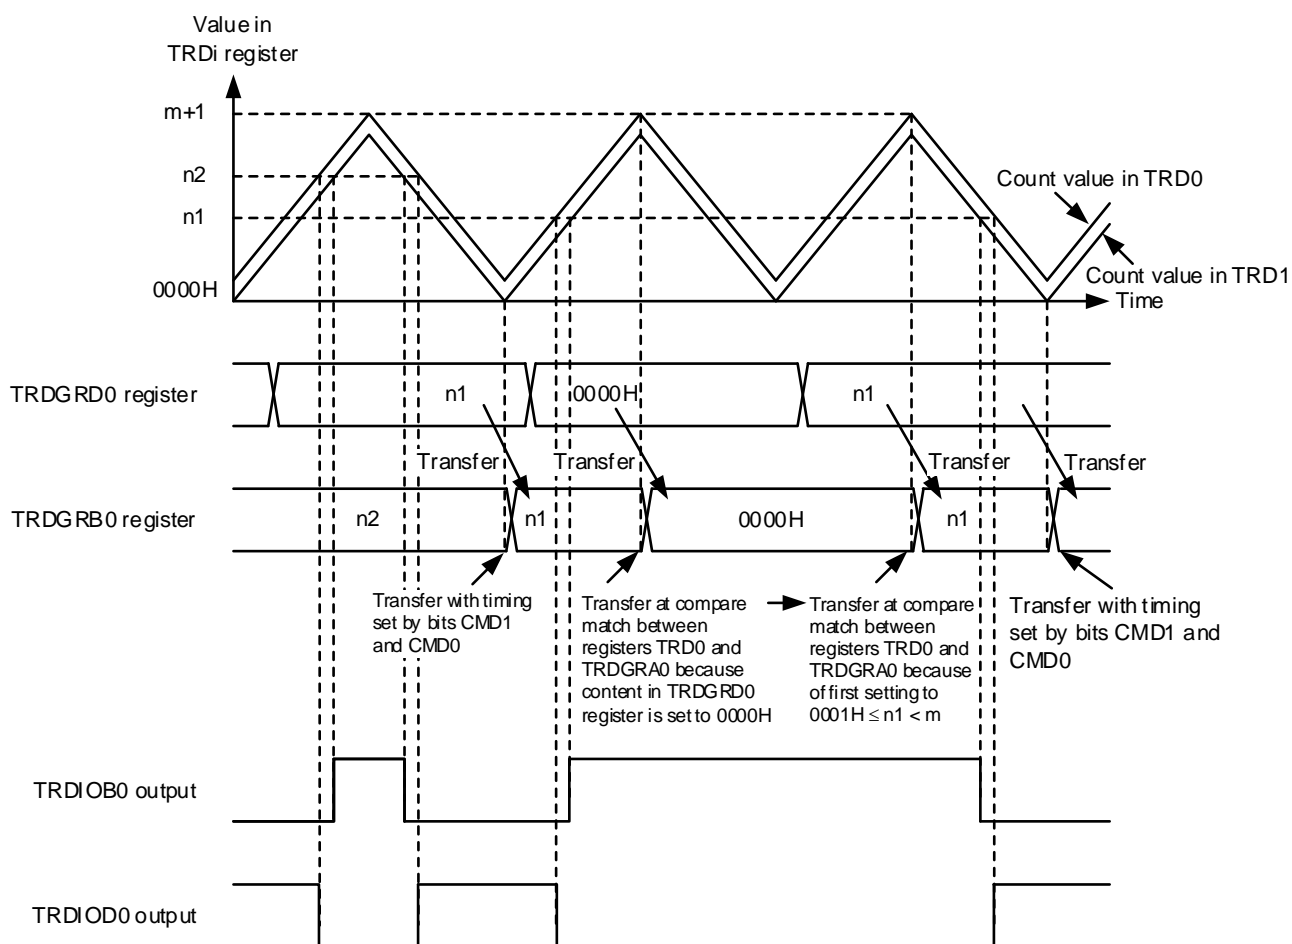 Value in
TRDi register
m+1
n2
n1
0000H
Count value in TRD0
Count value in TRD1
Time
TRDGRD0 register
n1
0000H
n1
Transfer
Transfer
Transfer
Transfer
TRDGRB0 register
n2
n1
0000H
n1
Transfer with timing
set by bits CMD1
and CMD0
Transfer at compare
match between
registers TRD0 and
TRDGRA0 because
content in TRDGRD0
register is set to 0000H
Transfer at compare
match between
registers TRD0 and
TRDGRA0 because
of first setting to
0001H ≤ n1 < m
Transfer with timing
set by bits CMD1 and
CMD0
TRDIOB0 output
TRDIOD0 output